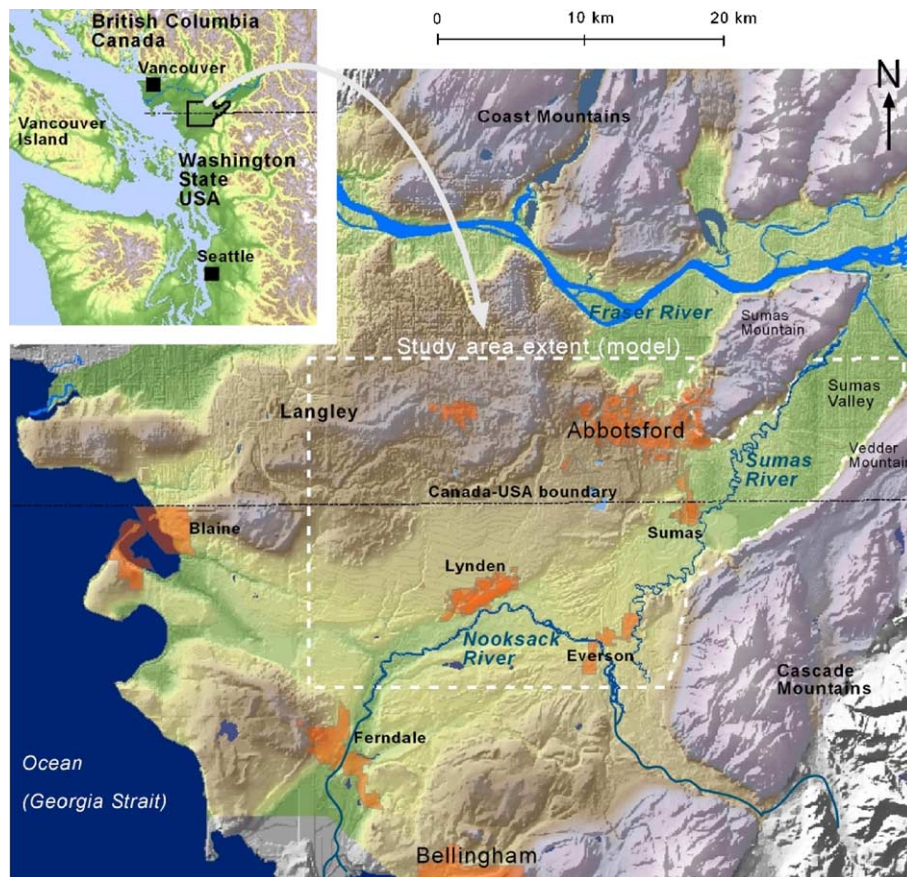 British Columbia
Canada
Vancouver
Vancouver
Island
Washington
State
USA
Seattle
0 10 km 20 km
N
Coast Mountains
Fraser River
Sumas
Mountain
Study area extent (model)
Sumas
Valley
Langley
Abbotsford
Vedder
Mountain
Sumas
River
Canada-USA boundary
Blaine
Sumas
Lynden
Nooksack
River
Everson
Cascade
Mountains
Ferndale
Ocean
(Georgia Strait)
Bellingham